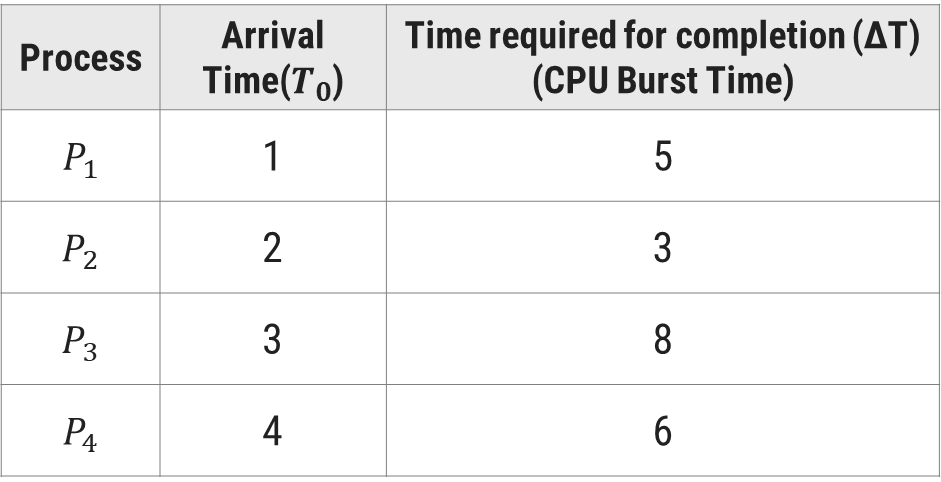 Process
Arrival
Time(T₀)
Time required for completion (ΔT)
(CPU Burst Time)
P₁ 1 5
P₂ 2 3
P₃ 3 8
P₄ 4 6